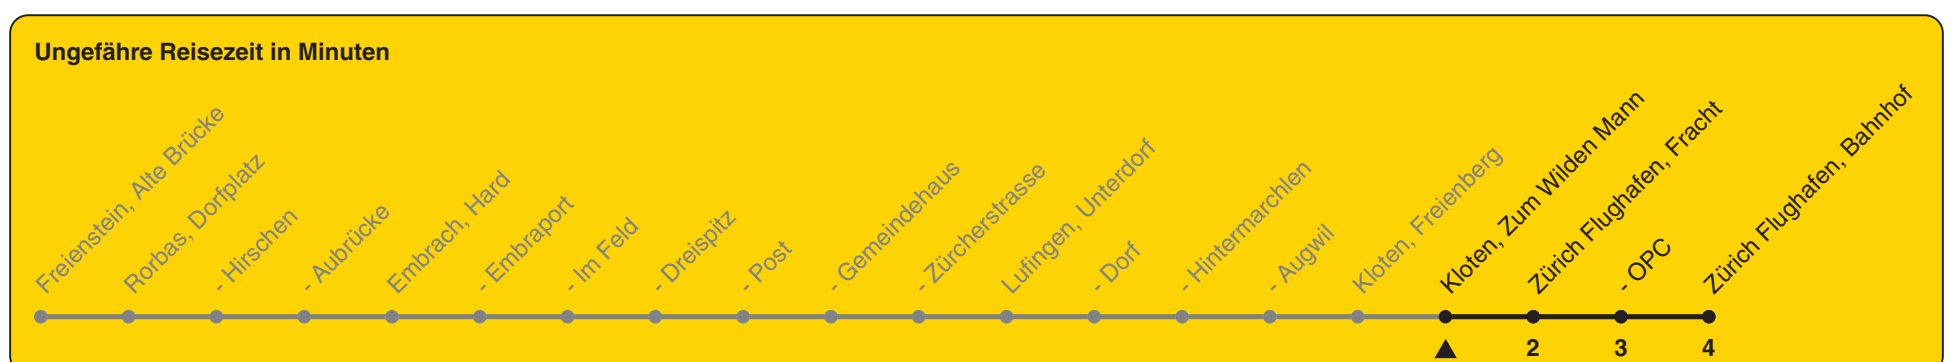 Ungefähre Reisezeit in Minuten
Freienstein, Alte Brücke
Rorbas, Dorfplatz
- Hirschen
- Aubrücke
Embrach, Hard
- Embraport
- Im Feld
- Dreispitz
- Post
- Gemeindehaus
- Zürcherstrasse
Lufingen, Unterdorf
- Dorf
- Hintermarchlen
- Augwil
Kloten, Freienberg
Kloten, Zum Wilden Mann
Zürich Flughafen, Fracht
- OPC
Zürich Flughafen, Bahnhof
2 3 4